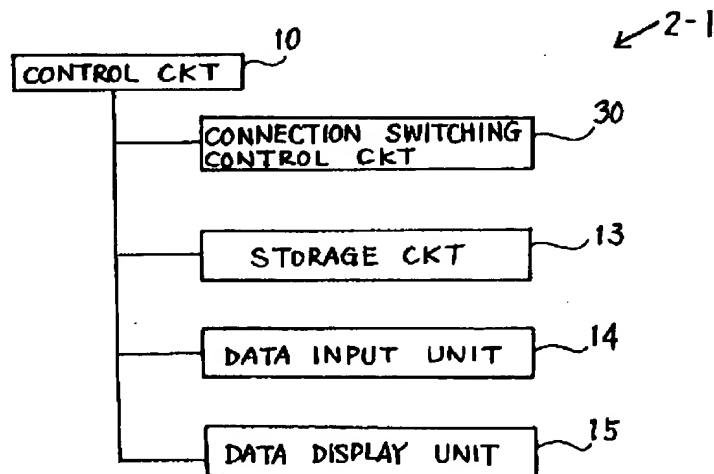 2-1
10
CONTROL CKT
30
CONNECTION SWITCHING
CONTROL CKT
13
STORAGE CKT
14
DATA INPUT UNIT
15
DATA DISPLAY UNIT